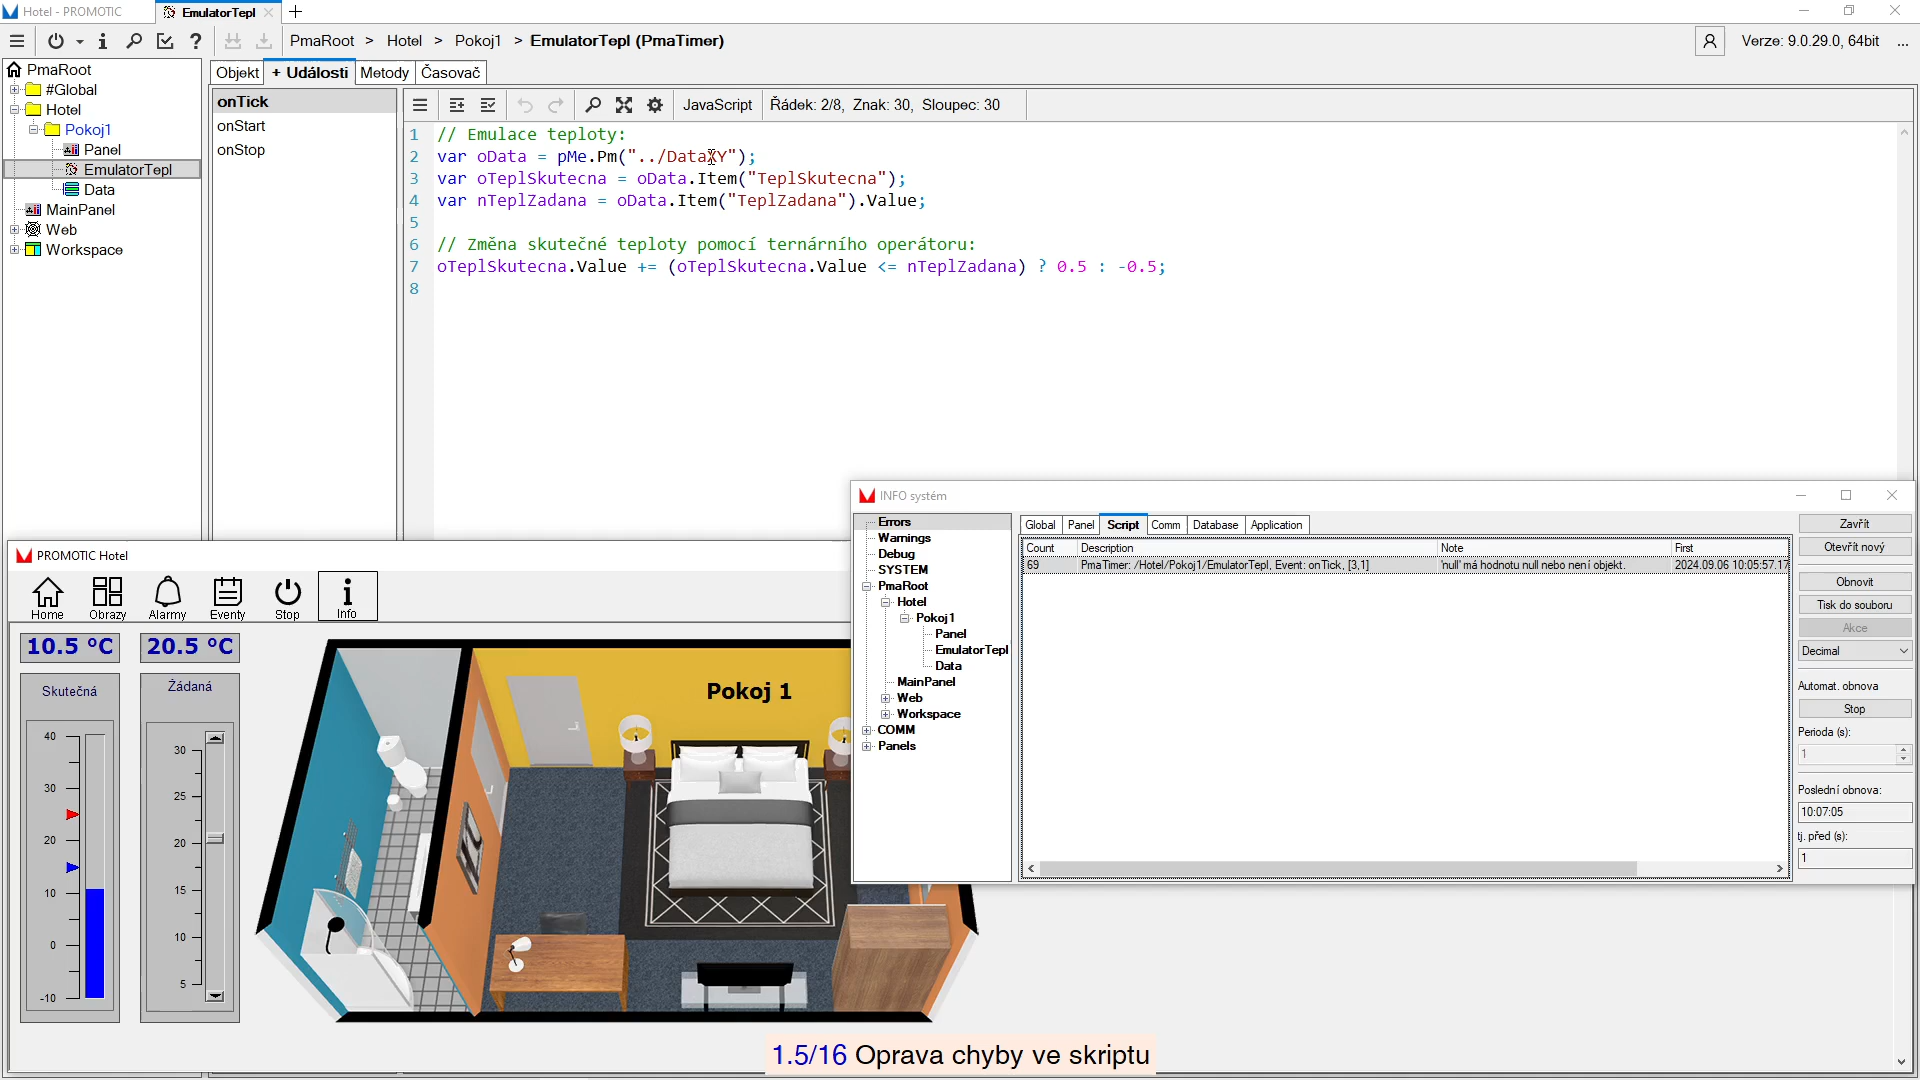 Hotel - PROMOTIC
EmulatorTepl
PmaRoot > Hotel > Pokoj1 > EmulatorTepl (PmaTimer)
Verze: 9.0.29.0, 64bit ...
PmaRoot
#Global
Hotel
Pokoj1
Panel
EmulatorTepl
Data
MainPanel
Web
Workspace
Objekt
+ Události
Metody
Časovač
onTick
onStart
onStop
JavaScript
Řádek: 2/8, Znak: 30, Sloupec: 30
1 // Emulace teploty:
2 var oData = pMe.Pm("../DataXY");
3 var oTeplSkutecna = oData.Item("TeplSkutecna");
4 var nTeplZadana = oData.Item("TeplZadana").Value;
5
6 // Změna skutečné teploty pomocí ternárního operátoru:
7 oTeplSkutecna.Value += (oTeplSkutecna.Value <= nTeplZadana) ? 0.5 : -0.5;
8
PROMOTIC Hotel
Home
Obrazy
Alarmy
Eventy
Stop
Info
10.5 °C
20.5 °C
Skutečná
40
30
20
10
0
-10
Žádaná
30
25
20
15
10
5
Pokoj 1
INFO systém
Errors
Warnings
Debug
SYSTEM
PmaRoot
Hotel
Pokoj1
Panel
EmulatorTepl
Data
MainPanel
Web
Workspace
COMM
Panels
Global
Panel
Script
Comm
Database
Application
Count Description Note First
69 PmaTimer: /Hotel/Pokoj1/EmulatorTepl, Event: onTick, [3,1] 'null' má hodnotu null nebo není objekt. 2024.09.06 10:05:57.17
Zavřít
Otevřít nový
Obnovit
Tisk do souboru
Akce
Decimal
Automat. obnova
Stop
Perioda (s):
1
Poslední obnova:
10:07:05
tj. před (s):
1
1.5/16 Oprava chyby ve skriptu